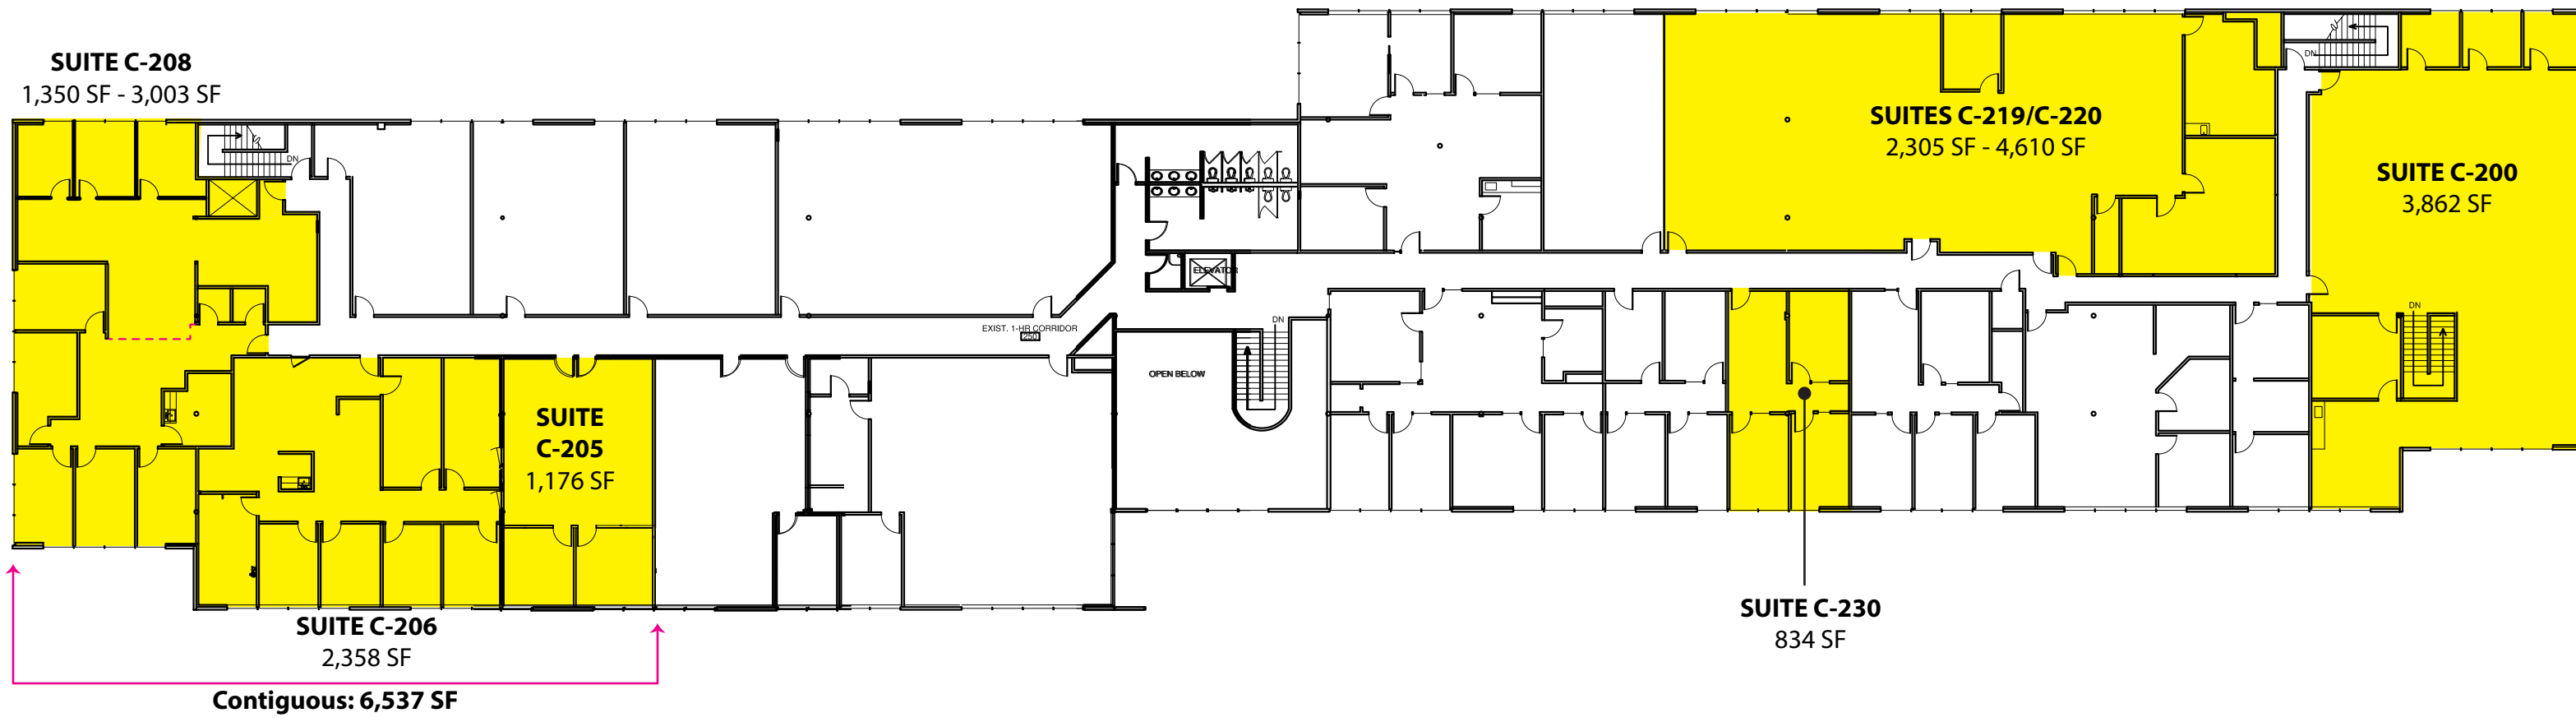 SUITE C-208
1,350 SF - 3,003 SF
DN
SUITES C-219/C-220
2,305 SF - 4,610 SF
DN
SUITE C-200
3,862 SF
ELEVATOR
EXIST. 1-HR CORRIDOR
250
DN
OPEN BELOW
DN
SUITE
C-205
1,176 SF
SUITE C-230
834 SF
SUITE C-206
2,358 SF
Contiguous: 6,537 SF